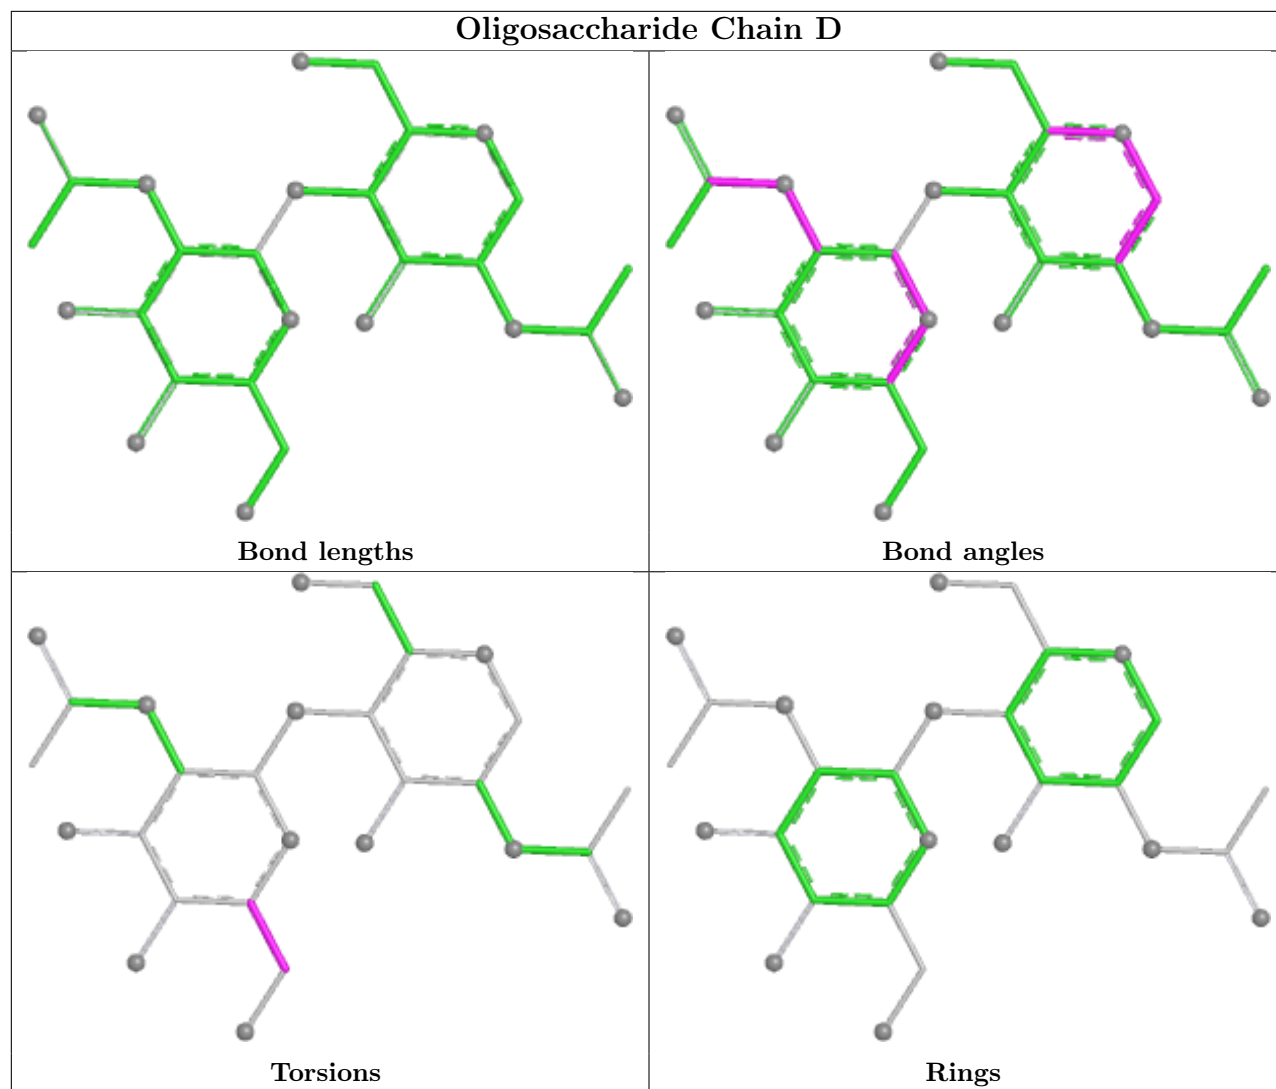 Oligosaccharide Chain D
Bond lengths
Bond angles
Torsions
Rings